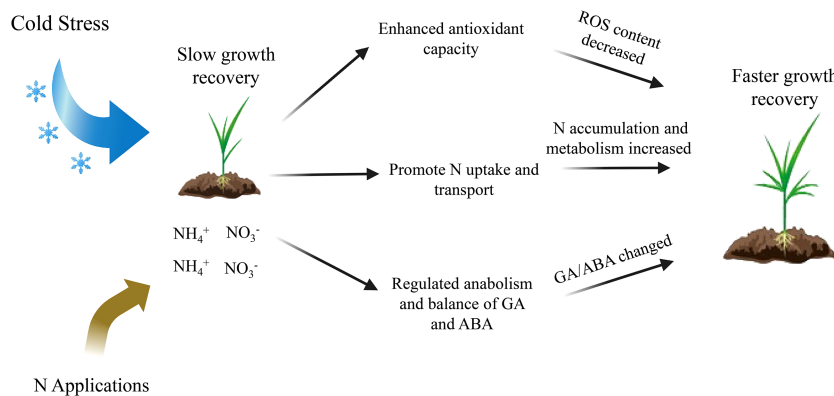 Cold Stress
Slow growth
recovery
NH₄⁺ NO₃⁻
NH₄⁺ NO₃⁻
N Applications
Enhanced antioxidant
capacity
Promote N uptake and
transport
Regulated anabolism
and balance of GA
and ABA
ROS content
decreased
N accumulation and
metabolism increased
GA/ABA changed
Faster growth
recovery